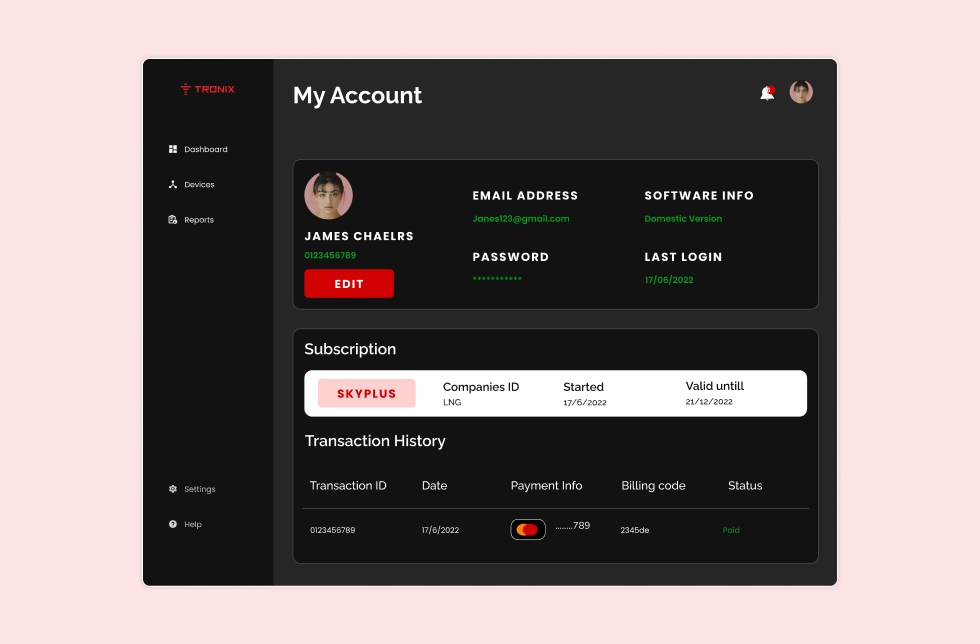 TRONIX
My Account
Dashboard
Devices
Reports
Settings
Help
JAMES CHAELRS
0123456789
EDIT
EMAIL ADDRESS
Janes123@gmail.com
PASSWORD
***********
SOFTWARE INFO
Domestic Version
LAST LOGIN
17/06/2022
Subscription
SKYPLUS
Companies ID
LNG
Started
17/6/2022
Valid untill
21/12/2022
Transaction History
Transaction ID Date Payment Info Billing code Status
0123456789 17/6/2022 ........789 2345de Paid